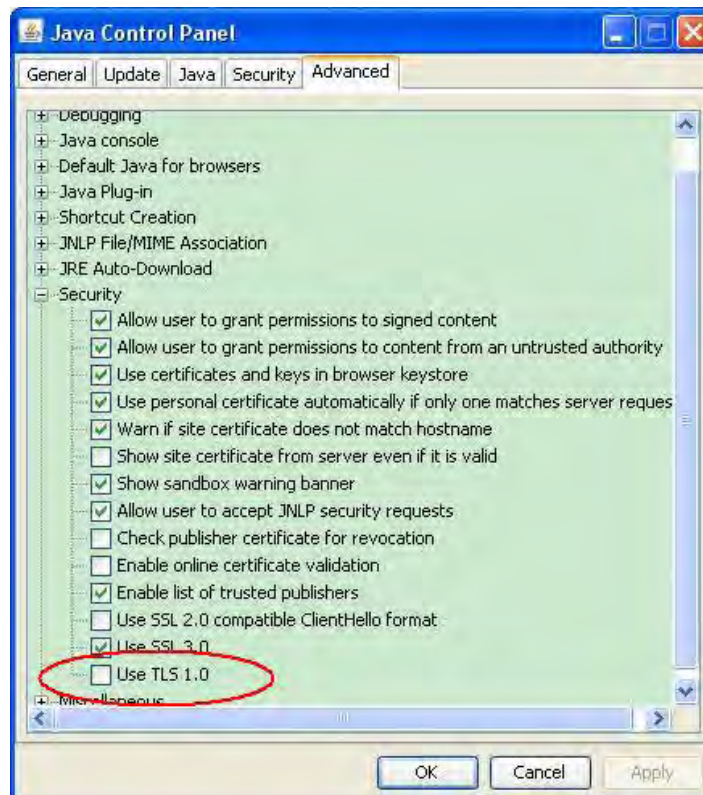 Java Control Panel
General Update Java Security Advanced
Debugging
Java console
Default Java for browsers
Java Plug-in
Shortcut Creation
JNLP File/MIME Association
JRE Auto-Download
Security
Allow user to grant permissions to signed content
Allow user to grant permissions to content from an untrusted authority
Use certificates and keys in browser keystore
Use personal certificate automatically if only one matches server reques
Warn if site certificate does not match hostname
Show site certificate from server even if it is valid
Show sandbox warning banner
Allow user to accept JNLP security requests
Check publisher certificate for revocation
Enable online certificate validation
Enable list of trusted publishers
Use SSL 2.0 compatible ClientHello format
Use SSL 3.0
Use TLS 1.0
Miscellaneous
OK Cancel Apply